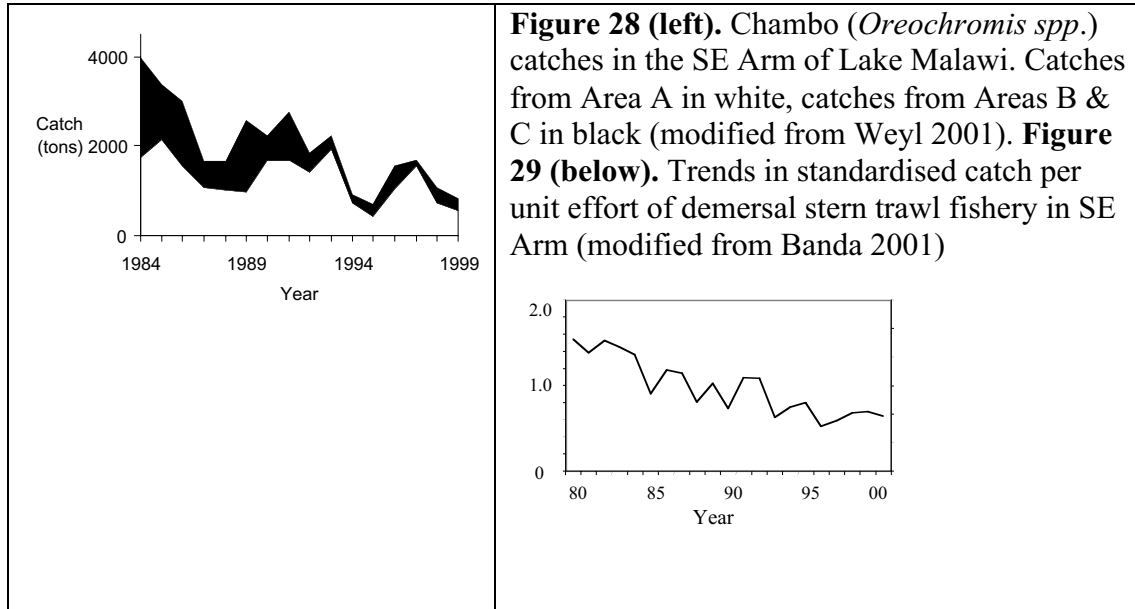 4000
Catch
(tons) 2000
0
1984 1989 1994 1999
Year
Figure 28 (left). Chambo (Oreochromis spp.)
catches in the SE Arm of Lake Malawi. Catches
from Area A in white, catches from Areas B &
C in black (modified from Weyl 2001). Figure
29 (below). Trends in standardised catch per
unit effort of demersal stern trawl fishery in SE
Arm (modified from Banda 2001)
2.0
1.0
0
80 85 90 95 00
Year